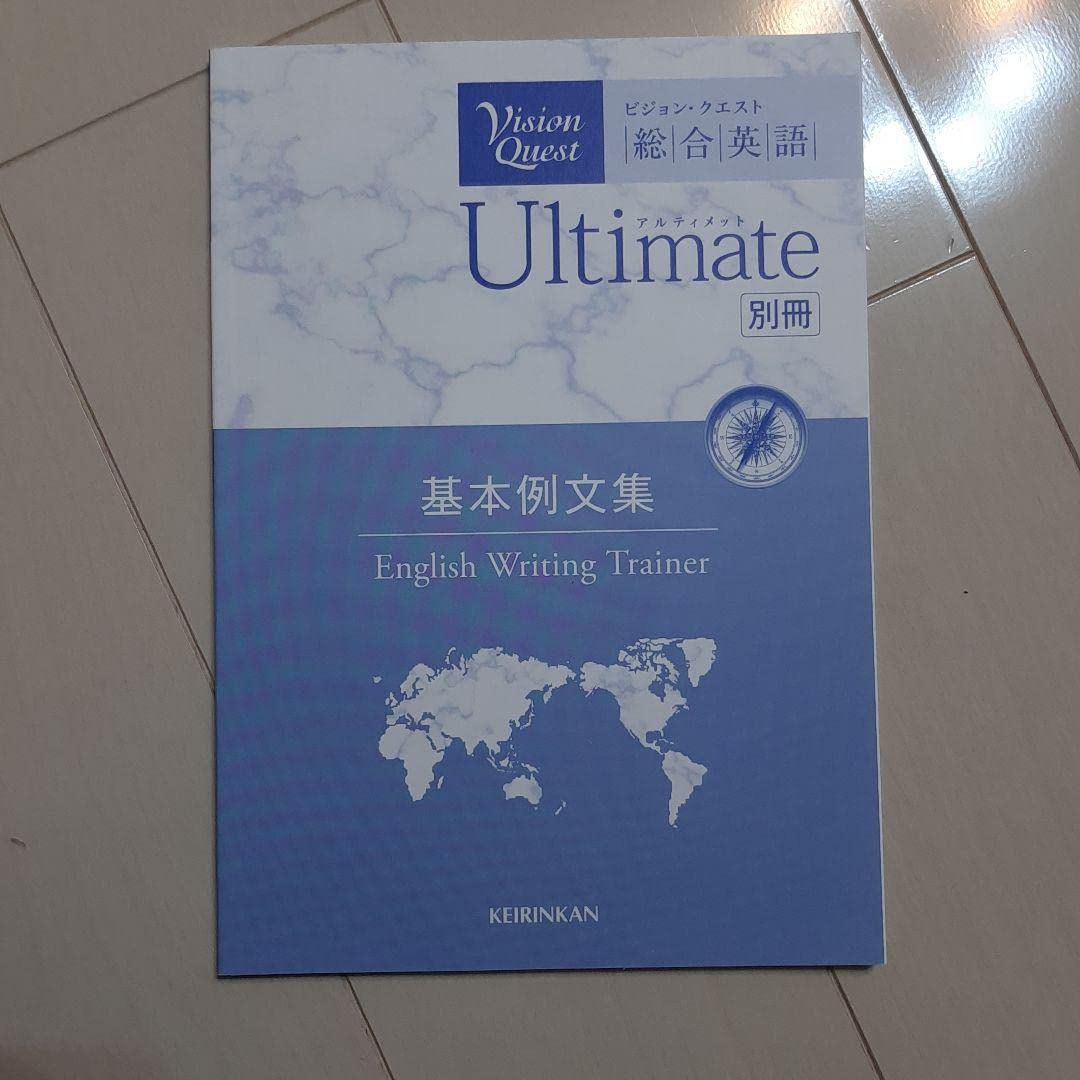 Vision
Quest
ビジョン・クエスト
総合英語
アルティメット
Ultimate
別冊
基本例文集
English Writing Trainer
KEIRINKAN